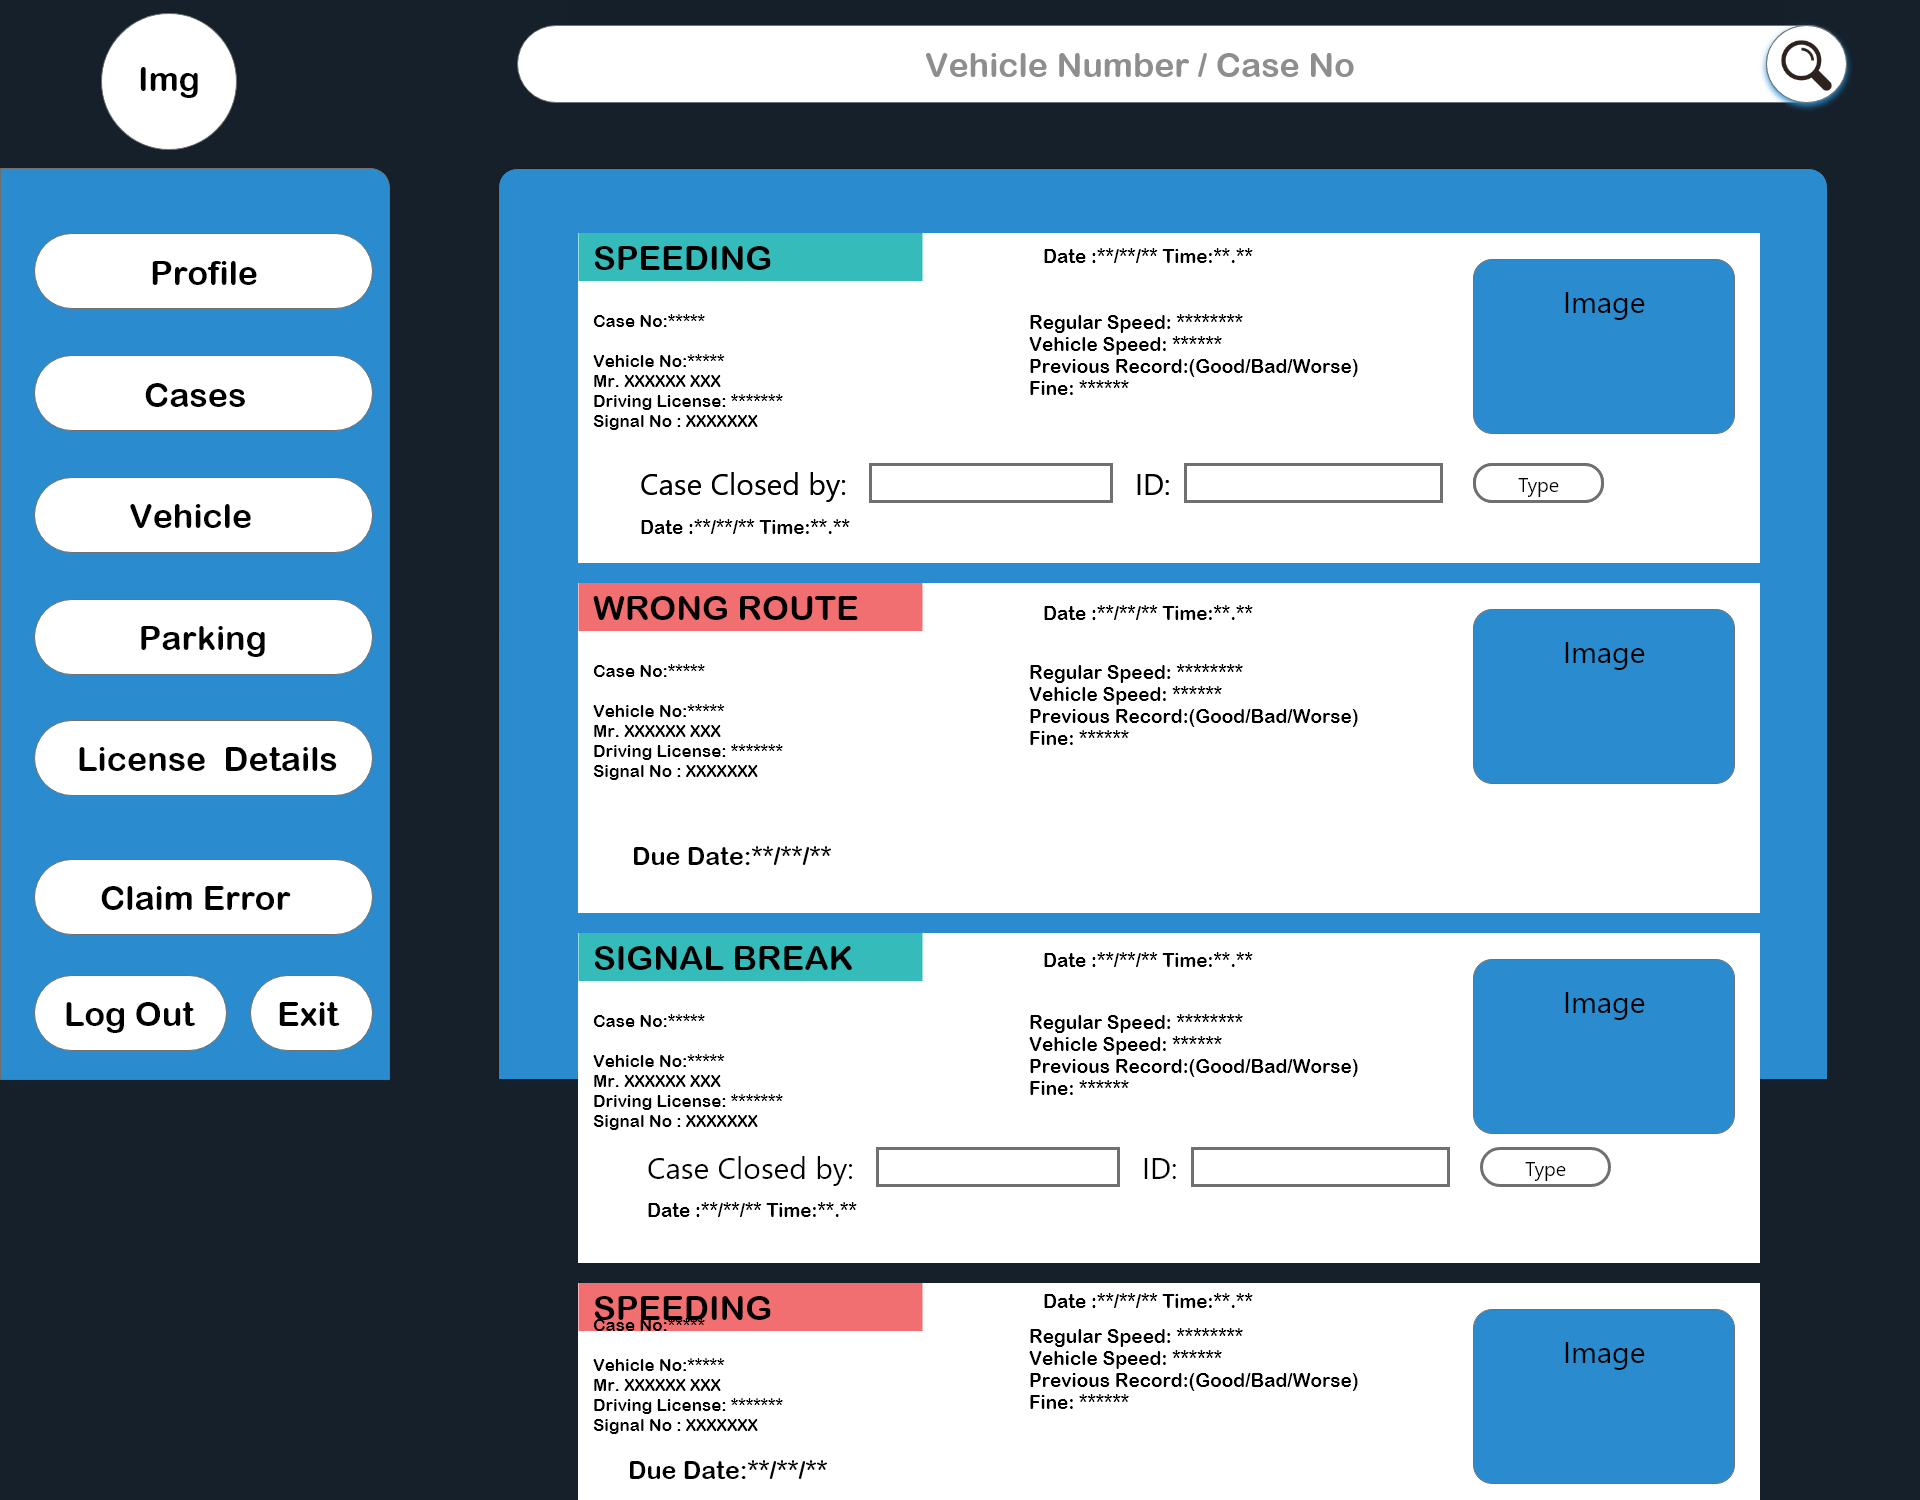 Img
Vehicle Number / Case No
Profile
Cases
Vehicle
Parking
License  Details
Claim Error
Log Out
Exit
SPEEDING
Date :**/**/** Time:**.**
Case No:*****
Vehicle No:*****
Mr. XXXXXX XXX
Driving License: *******
Signal No : XXXXXXX
Regular Speed: ********
Vehicle Speed: ******
Previous Record:(Good/Bad/Worse)
Fine: ******
Image
Case Closed by:
ID:
Type
Date :**/**/** Time:**.**
WRONG ROUTE
Date :**/**/** Time:**.**
Case No:*****
Vehicle No:*****
Mr. XXXXXX XXX
Driving License: *******
Signal No : XXXXXXX
Regular Speed: ********
Vehicle Speed: ******
Previous Record:(Good/Bad/Worse)
Fine: ******
Image
Due Date:**/**/**
SIGNAL BREAK
Date :**/**/** Time:**.**
Case No:*****
Vehicle No:*****
Mr. XXXXXX XXX
Driving License: *******
Signal No : XXXXXXX
Regular Speed: ********
Vehicle Speed: ******
Previous Record:(Good/Bad/Worse)
Fine: ******
Image
Case Closed by:
ID:
Type
Date :**/**/** Time:**.**
SPEEDING
Date :**/**/** Time:**.**
Case No:*****
Vehicle No:*****
Mr. XXXXXX XXX
Driving License: *******
Signal No : XXXXXXX
Regular Speed: ********
Vehicle Speed: ******
Previous Record:(Good/Bad/Worse)
Fine: ******
Image
Due Date:**/**/**